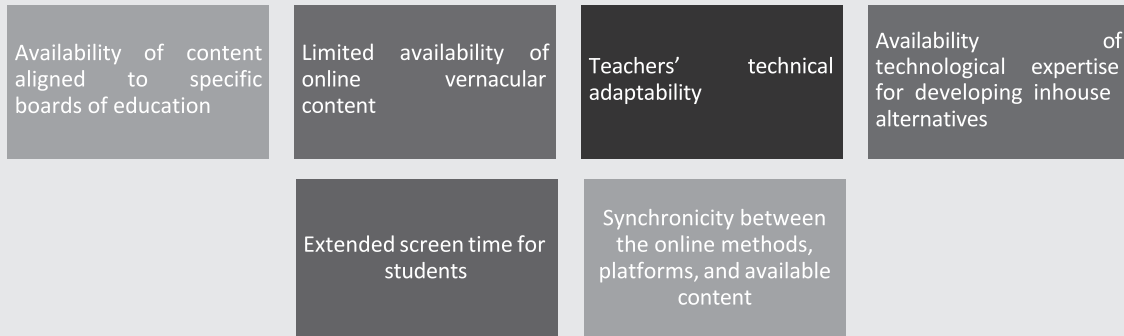 Availability of content
aligned to specific
boards of education
Limited availability of
online vernacular
content
Teachers’ technical
adaptability
Availability of
technological expertise
for developing inhouse
alternatives
Extended screen time for
students
Synchronicity between
the online methods,
platforms, and available
content